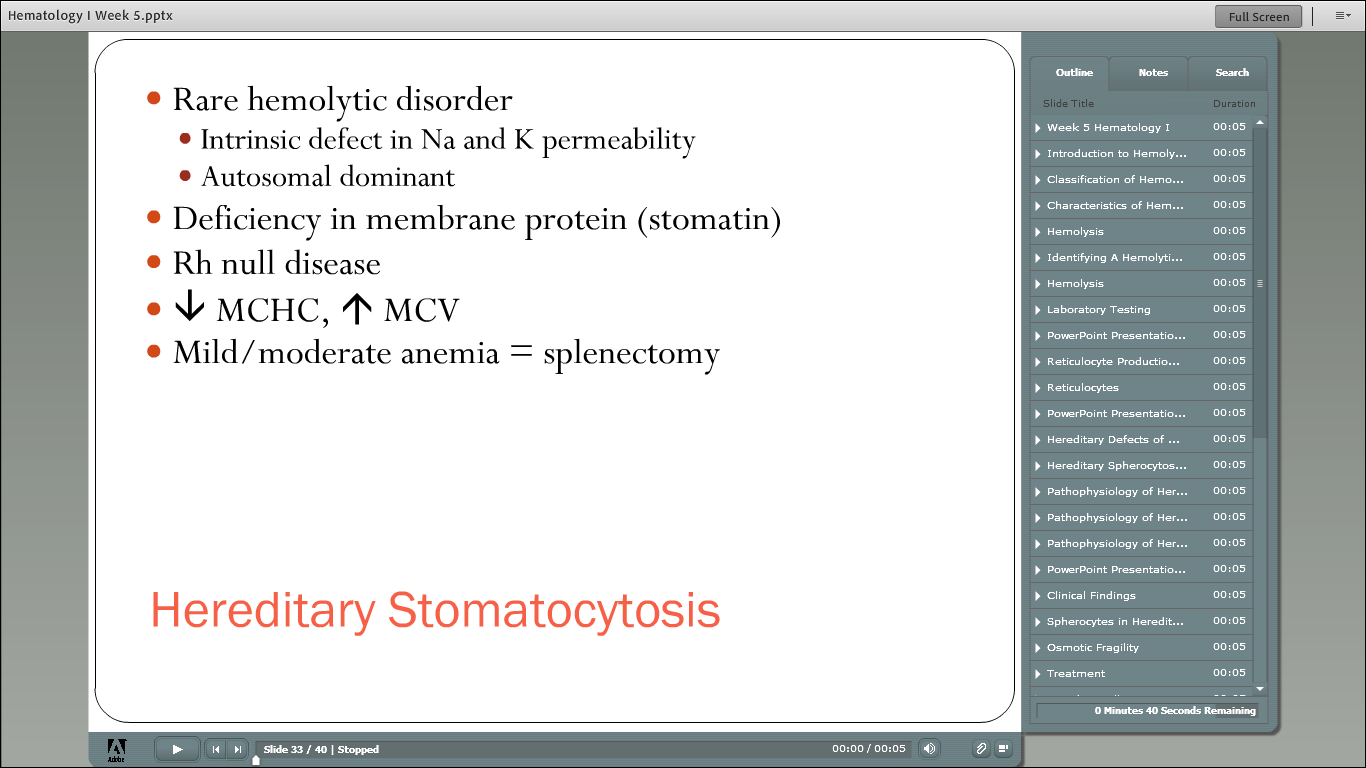 Hematology I Week 5.pptx
Full Screen
Rare hemolytic disorder
Intrinsic defect in Na and K permeability
Autosomal dominant
Deficiency in membrane protein (stomatin)
Rh null disease
↓ MCHC, ↑ MCV
Mild/moderate anemia = splenectomy
Hereditary Stomatocytosis
Outline Notes Search
Slide Title Duration
Week 5 Hematology I 00:05
Introduction to Hemoly... 00:05
Classification of Hemo... 00:05
Characteristics of Hem... 00:05
Hemolysis 00:05
Identifying A Hemolyti... 00:05
Hemolysis 00:05
Laboratory Testing 00:05
PowerPoint Presentatio... 00:05
Reticulocyte Productio... 00:05
Reticulocytes 00:05
PowerPoint Presentatio... 00:05
Hereditary Defects of ... 00:05
Hereditary Spherocytos... 00:05
Pathophysiology of Her... 00:05
Pathophysiology of Her... 00:05
Pathophysiology of Her... 00:05
PowerPoint Presentatio... 00:05
Clinical Findings 00:05
Spherocytes in Heredit... 00:05
Osmotic Fragility 00:05
Treatment 00:05
0 Minutes 40 Seconds Remaining
Adobe
Slide 33 / 40 | Stopped
00:00 / 00:05